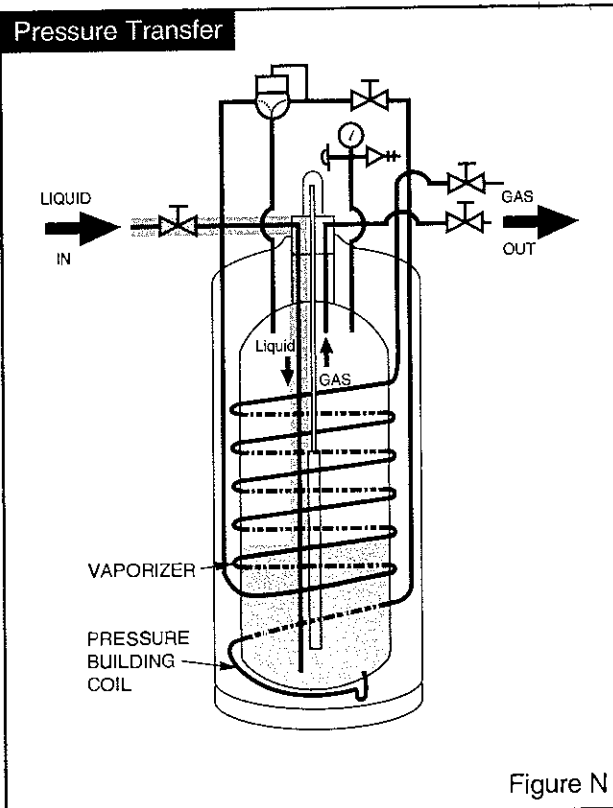 Pressure Transfer
LIQUID
IN
GAS
OUT
Liquid
GAS
VAPORIZER
PRESSURE
BUILDING
COIL
Figure N